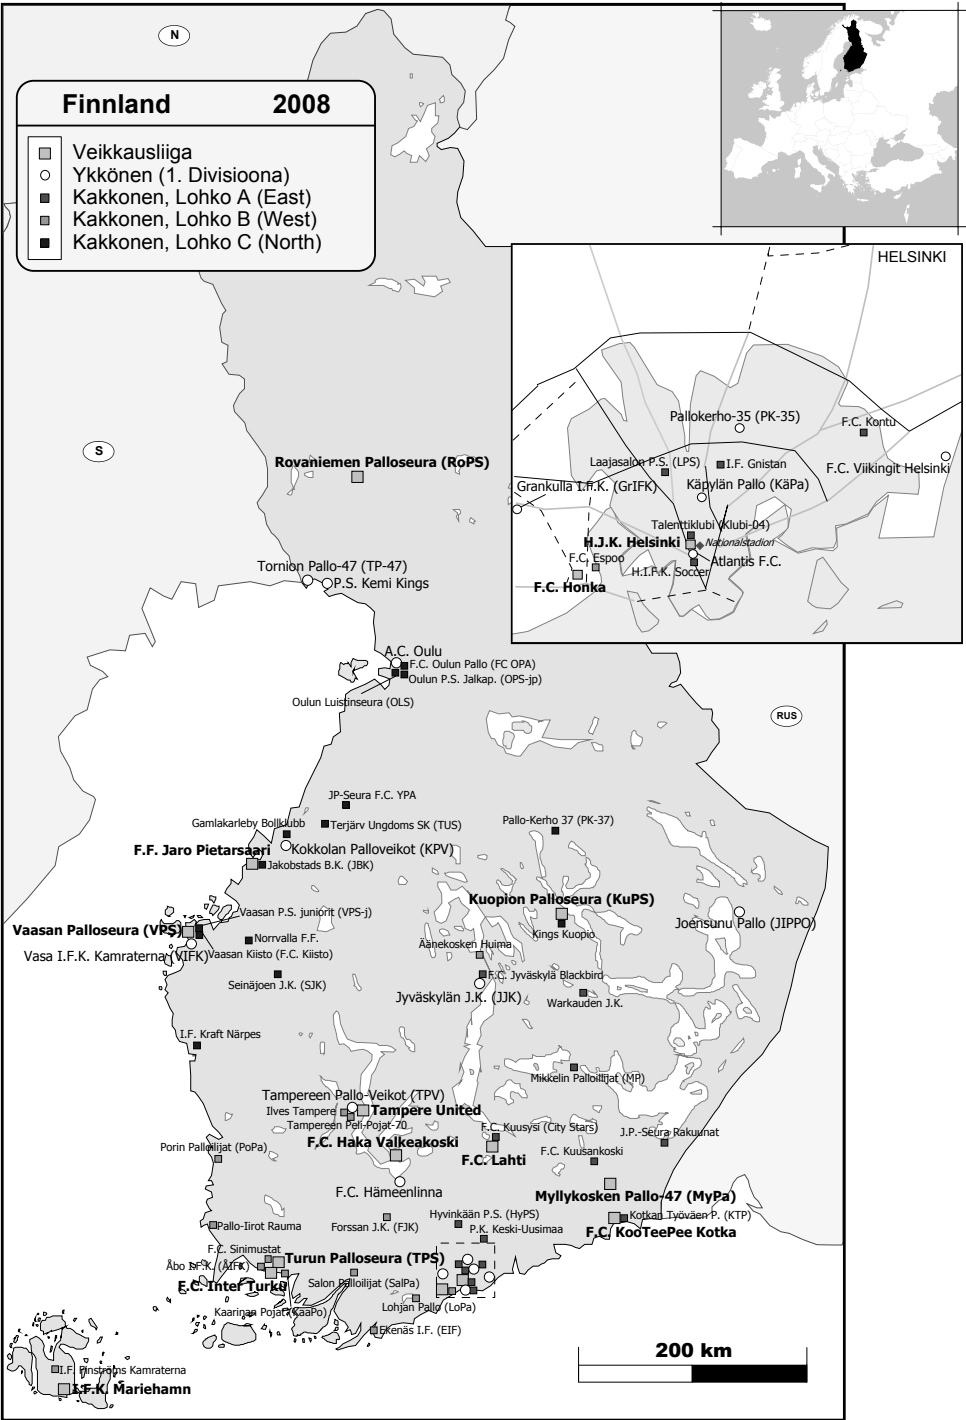 N
Finnland 2008
Veikkausliiga
Ykkönen (1. Divisioona)
Kakkonen, Lohko A (East)
Kakkonen, Lohko B (West)
Kakkonen, Lohko C (North)
HELSINKI
Pallokerho-35 (PK-35)
F.C. Kontu
Laajasalon P.S. (LPS)
I.F. Gnistan
F.C. Viikingit Helsinki
Grankulla I.F.K. (GrIFK)
Käpylän Pallo (KäPa)
Talenttiklubi (Klubi-04)
H.J.K. Helsinki
Nationalstadion
F.C. Espoo
Atlantis F.C.
H.I.F.K. Soccer
F.C. Honka
S
Rovaniemen Palloseura (RoPS)
Tornion Pallo-47 (TP-47)
P.S. Kemi Kings
A.C. Oulu
F.C. Oulun Pallo (FC OPA)
Oulun P.S. Jalkap. (OPS-jp)
Oulun Luistinseura (OLS)
RUS
JP-Seura F.C. YPA
Gamlakarleby Bollklubb
Terjärv Ungdoms SK (TUS)
Pallo-Kerho 37 (PK-37)
F.F. Jaro Pietarsaari
Kokkolan Palloveikot (KPV)
Jakobstads B.K. (JBK)
Kuopion Palloseura (KuPS)
Vaasan P.S. juniorit (VPS-j)
Vaasan Palloseura (VPS)
Kings Kuopio
Joensunu Pallo (JIPPO)
Norrvalla F.F.
Äänekosken Huima
Vasa I.F.K. Kamraterna (VIFK)
Vaasan Kiisto (F.C. Kiisto)
Seinäjoen J.K. (SJK)
F.C. Jyväskylä Blackbird
Jyväskylän J.K. (JJK)
Warkauden J.K.
I.F. Kraft Närpes
Mikkelin Palloilijat (MP)
Tampereen Pallo-Veikot (TPV)
Ilves Tampere
Tampere United
Tampereen Peli-Pojat-70
F.C. Kuusysi (City Stars)
J.P.-Seura Rakuunat
F.C. Haka Valkeakoski
Porin Palloilijat (PoPa)
F.C. Lahti
F.C. Kuusankoski
F.C. Hämeenlinna
Myllykosken Pallo-47 (MyPa)
Pallo-Iirot Rauma
Forssan J.K. (FJK)
Hyvinkään P.S. (HyPS)
Kotkan Työväen P. (KTP)
P.K. Keski-Uusimaa
F.C. KooTeePee Kotka
F.C. Sinimustat
Turun Palloseura (TPS)
Åbo I.F.K. (ÅIFK)
F.C. Inter Turku
Salon Palloilijat (SalPa)
Kaarinan Pojat (KaaPo)
Lohjan Pallo (LoPa)
Ekenäs I.F. (EIF)
200 km
I.F. Finströms Kamraterna
I.F.K. Mariehamn